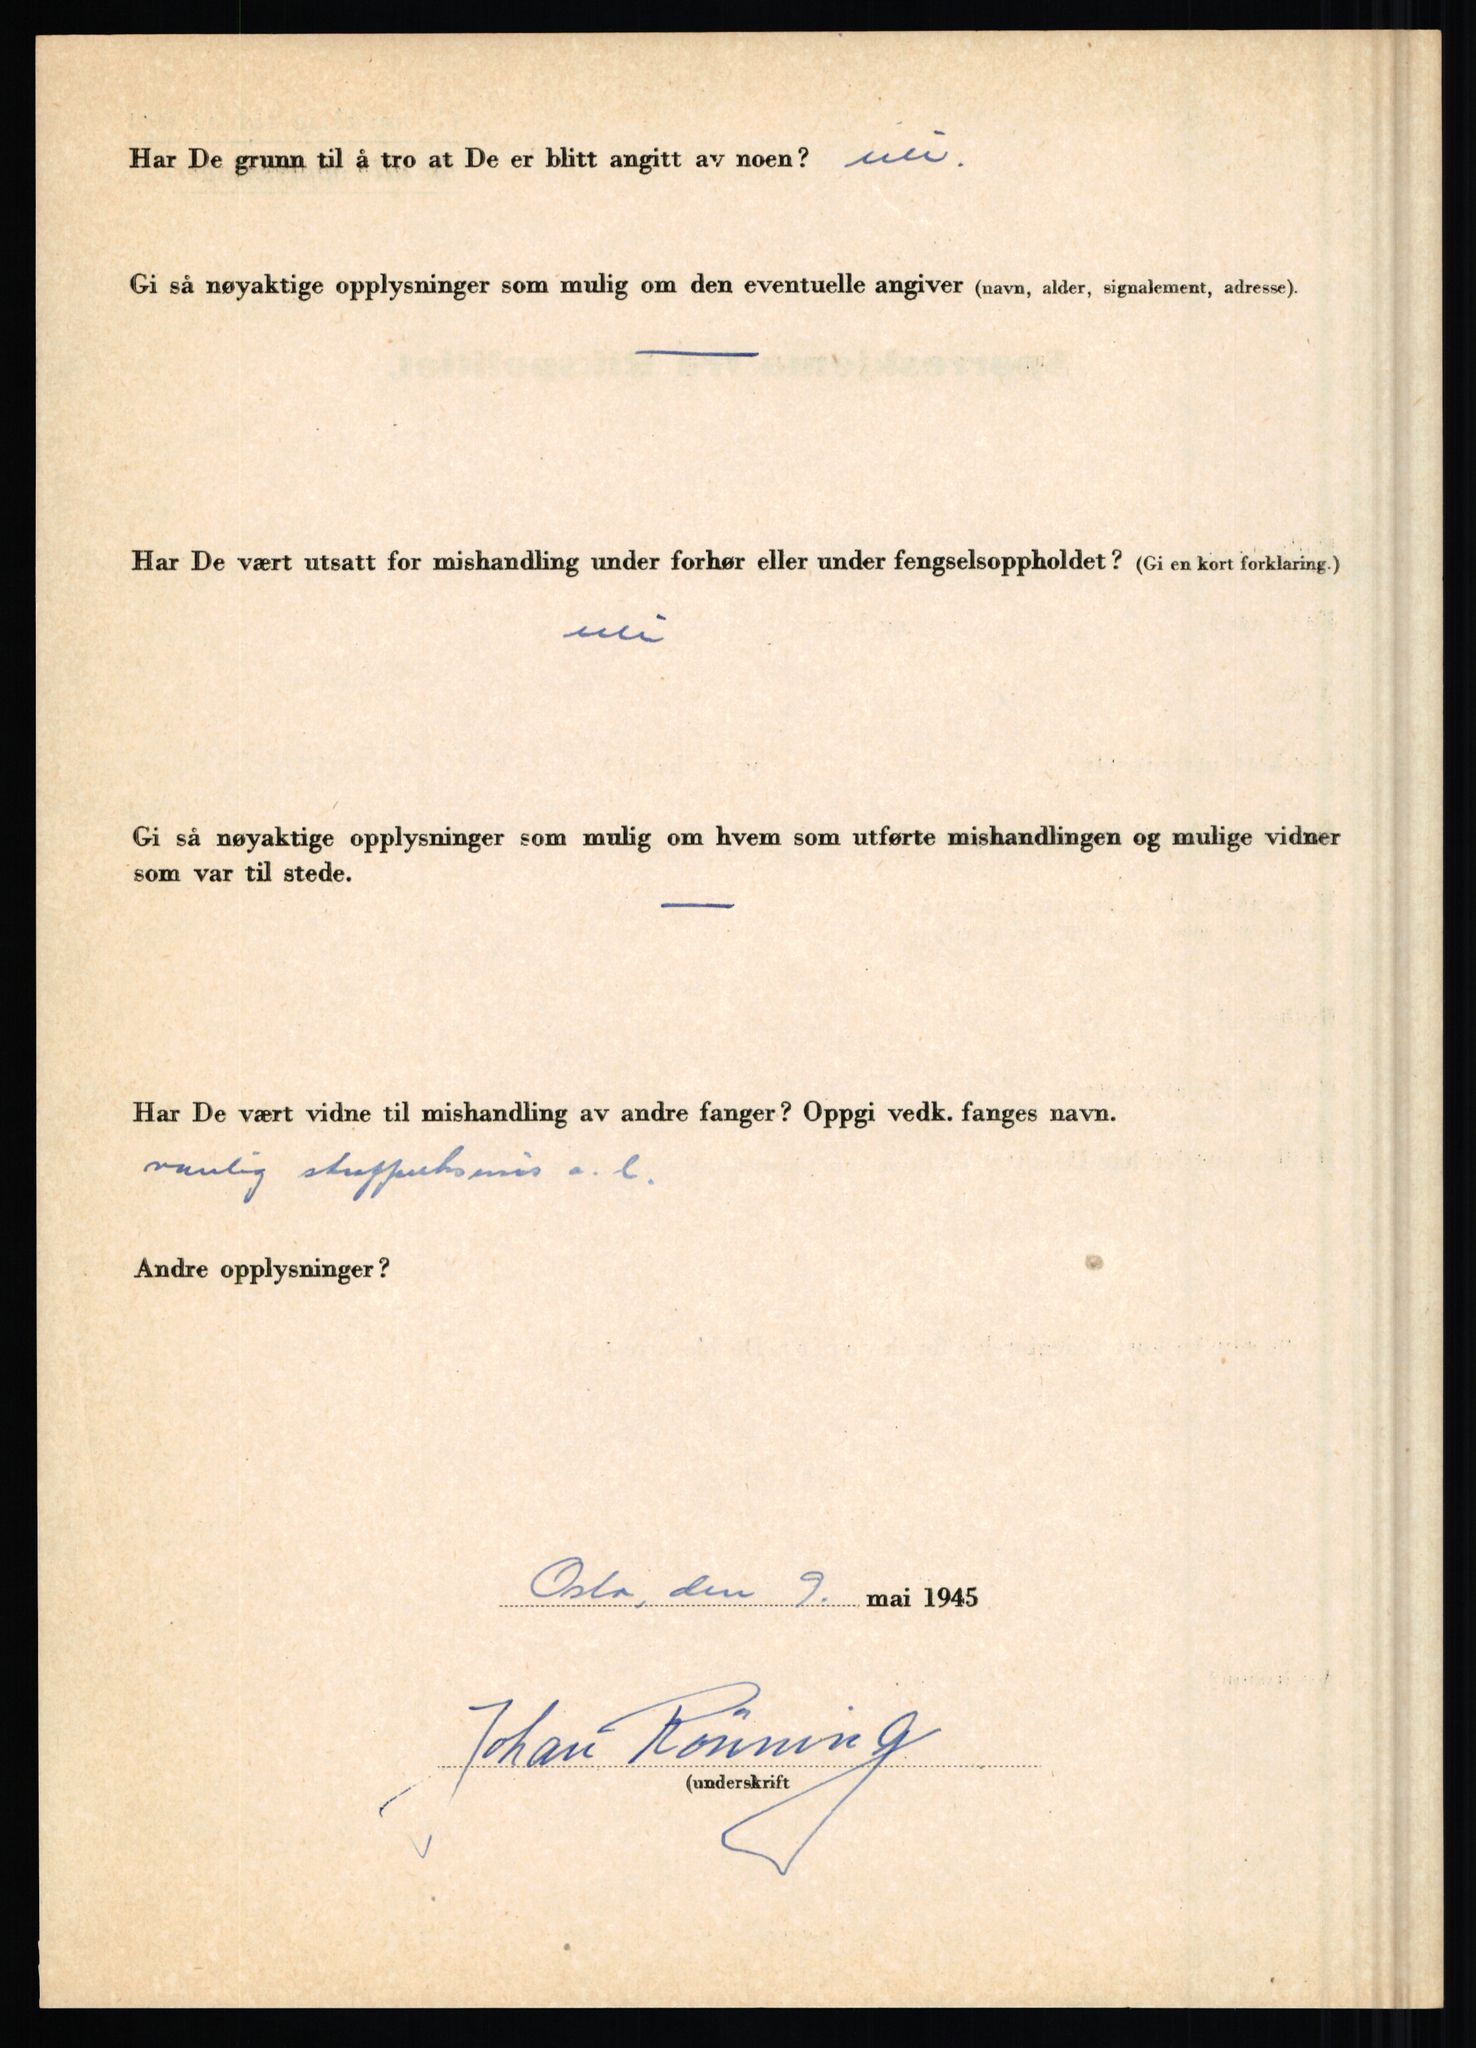 Har De grunn til å tro at De er blitt angitt av noen? nei.
Gi så nøyaktige opplysninger som mulig om den eventuelle angiver (navn, alder, signalement, adresse).
Har De vært utsatt for mishandling under forhør eller under fengselsoppholdet? (Gi en kort forklaring.)
nei
Gi så nøyaktige opplysninger som mulig om hvem som utførte mishandlingen og mulige vidner
som var til stede.
Har De vært vidne til mishandling av andre fanger? Oppgi vedk. fanges navn.
vanlig
Andre opplysninger?
Oslo, den 9. mai 1945
Johan Rönning
(underskrift